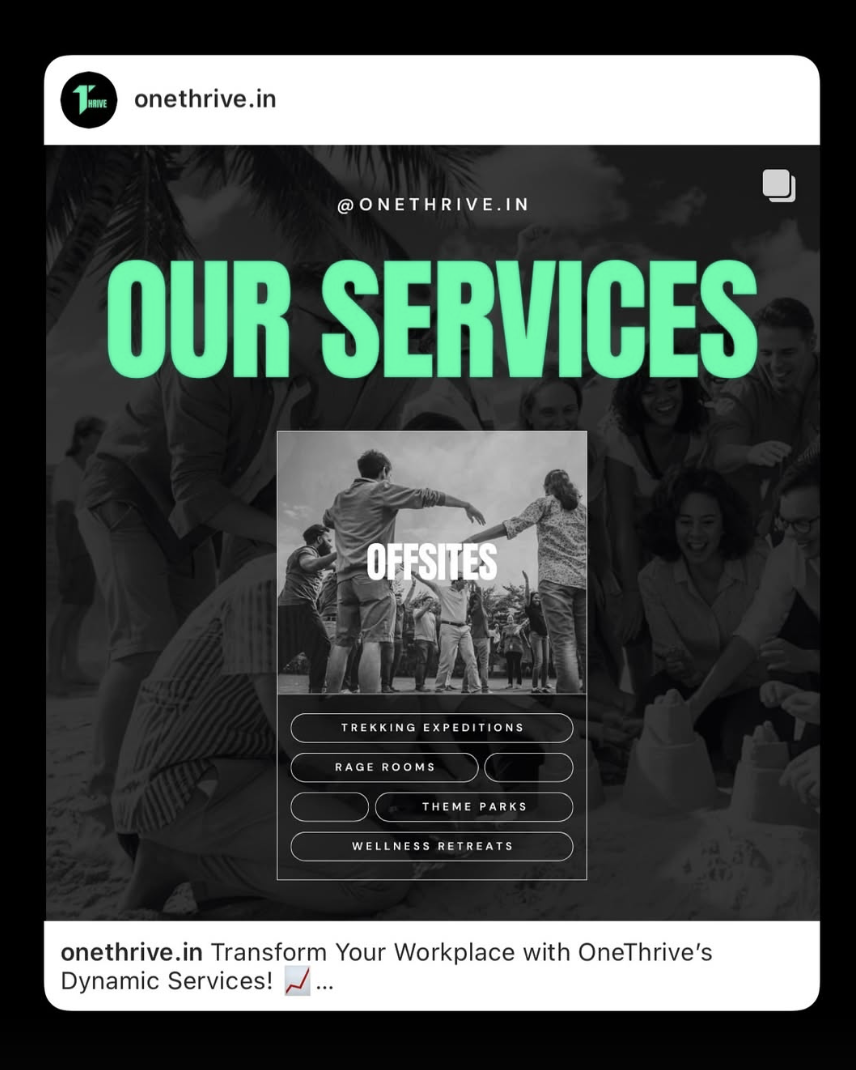 1THRIVE
onethrive.in
@ONETHRIVE.IN
OUR SERVICES
OFFSITES
TREKKING EXPEDITIONS
RAGE ROOMS
THEME PARKS
WELLNESS RETREATS
onethrive.in Transform Your Workplace with OneThrive’s
Dynamic Services! 📈...